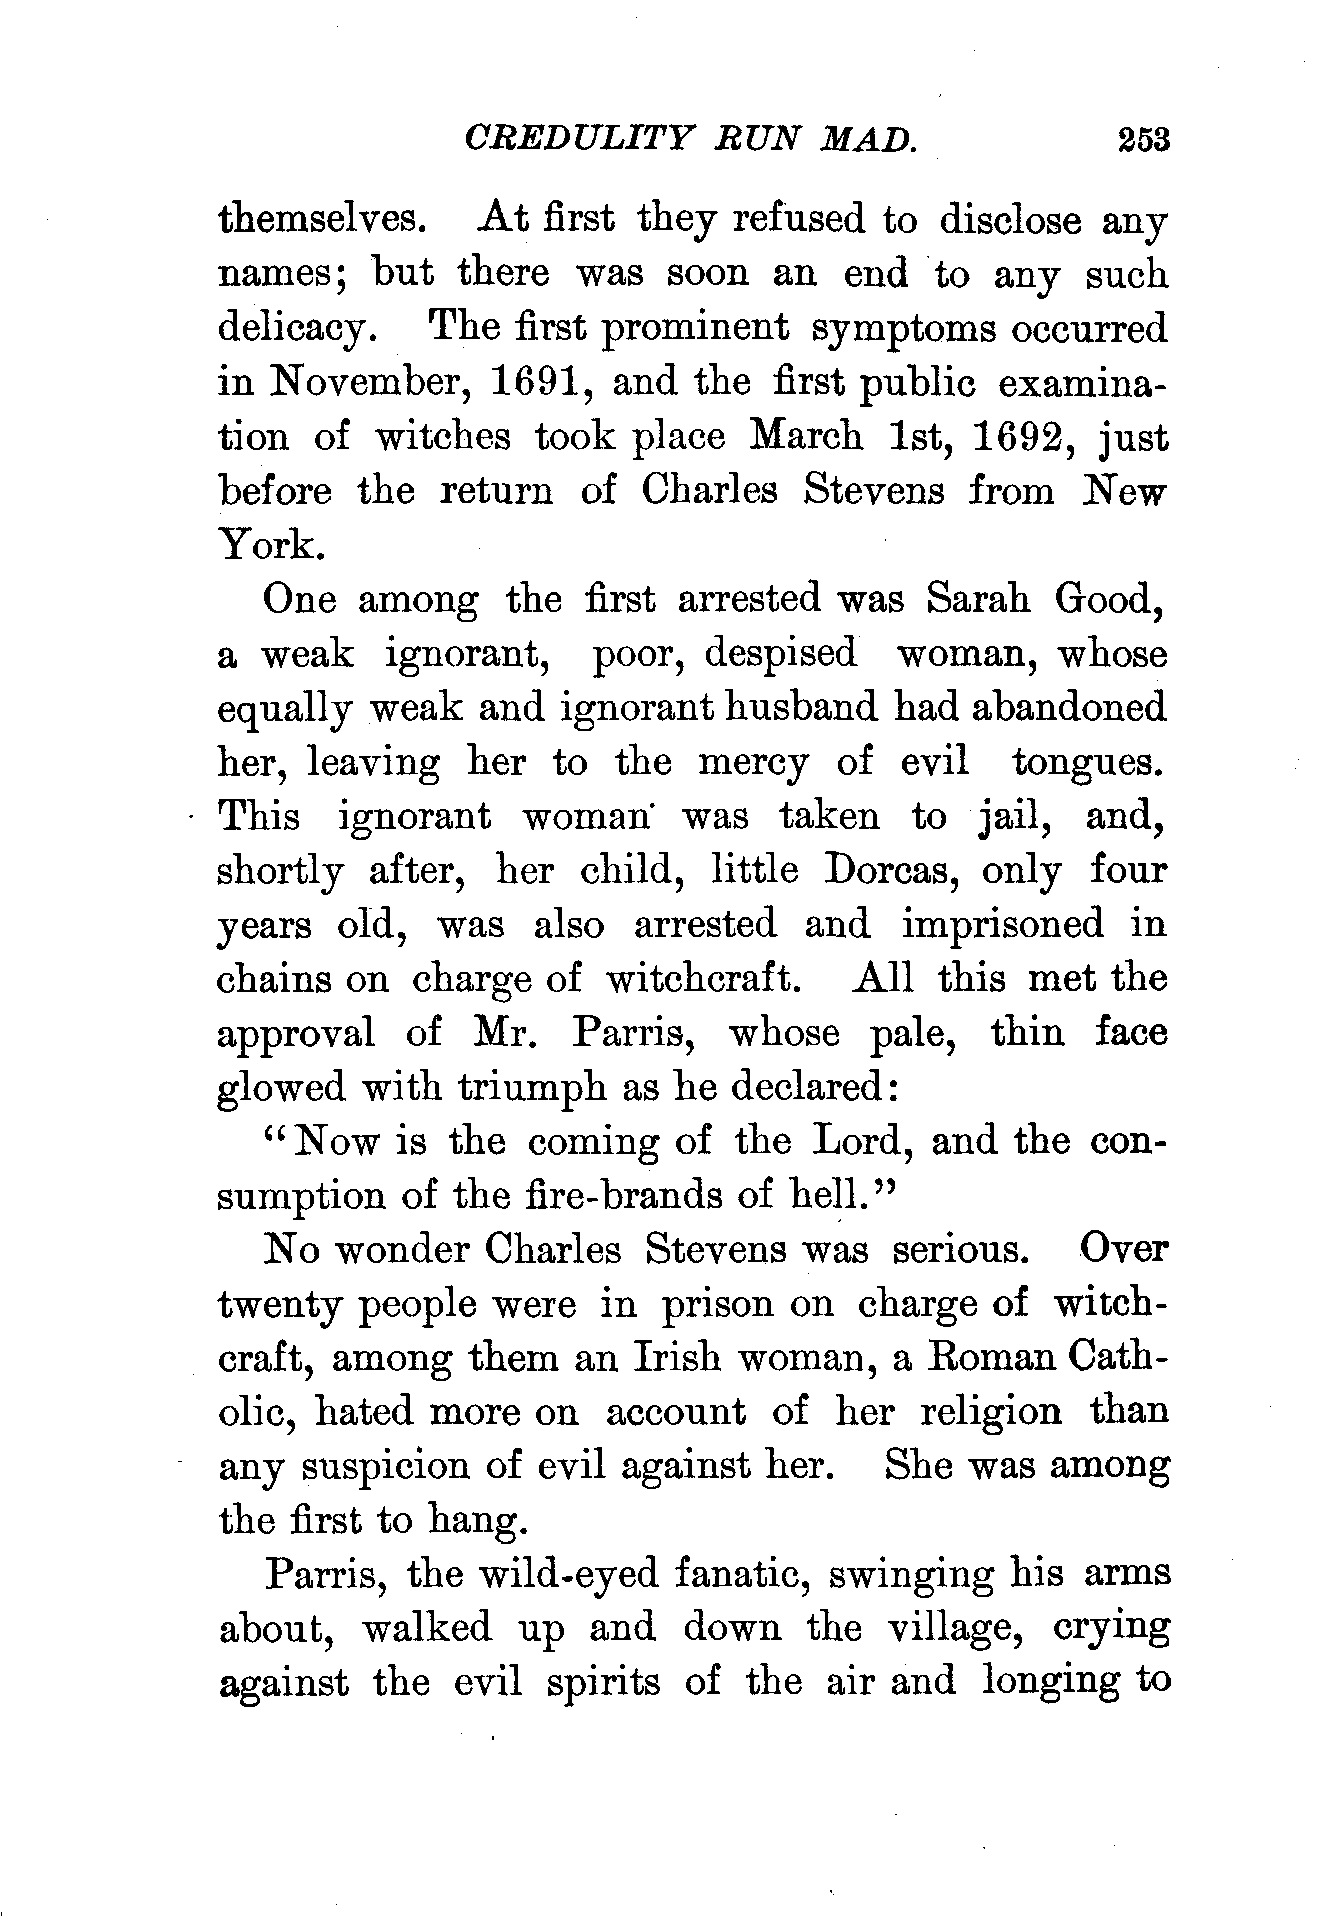 CREDULITY RUN MAD. 253
themselves. At first they refused to disclose any
names; but there was soon an end to any such
delicacy. The first prominent symptoms occurred
in November, 1691, and the first public examina-
tion of witches took place March 1st, 1692, just
before the return of Charles Stevens from New
York.
One among the first arrested was Sarah Good,
a weak ignorant, poor, despised woman, whose
equally weak and ignorant husband had abandoned
her, leaving her to the mercy of evil tongues.
This ignorant woman was taken to jail, and,
shortly after, her child, little Dorcas, only four
years old, was also arrested and imprisoned in
chains on charge of witchcraft. All this met the
approval of Mr. Parris, whose pale, thin face
glowed with triumph as he declared:
“Now is the coming of the Lord, and the con-
sumption of the fire-brands of hell.”
No wonder Charles Stevens was serious. Over
twenty people were in prison on charge of witch-
craft, among them an Irish woman, a Roman Cath-
olic, hated more on account of her religion than
any suspicion of evil against her. She was among
the first to hang.
Parris, the wild-eyed fanatic, swinging his arms
about, walked up and down the village, crying
against the evil spirits of the air and longing to